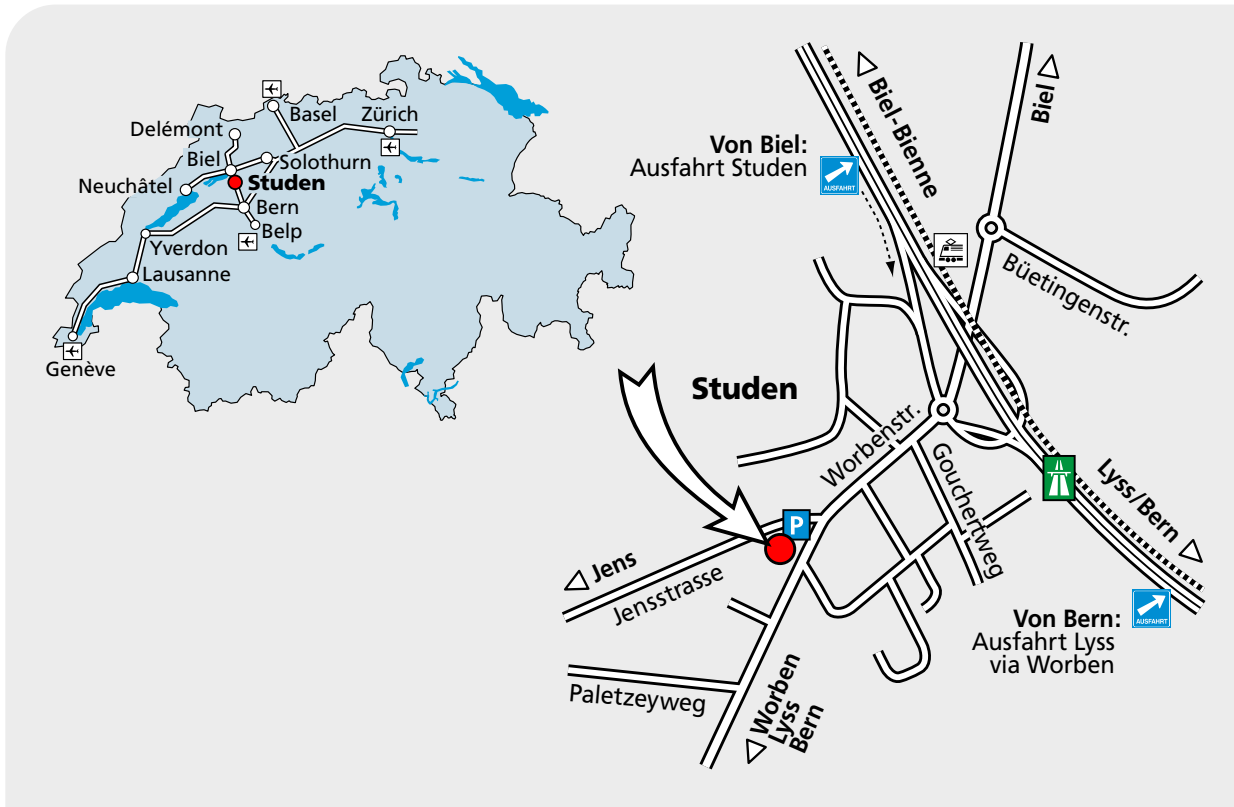 Basel
Zürich
Delémont
Biel
Solothurn
Neuchâtel
Studen
Bern
Belp
Yverdon
Lausanne
Genève
Von Biel:
Ausfahrt Studen
AUSFAHRT
Biel-Bienne
Biel
Büetingenstr.
Studen
Worbenstr.
Gouchertweg
Lyss/Bern
P
Jens
Jensstrasse
Von Bern:
Ausfahrt Lyss
via Worben
AUSFAHRT
Paletzeyweg
Worben
Lyss
Bern